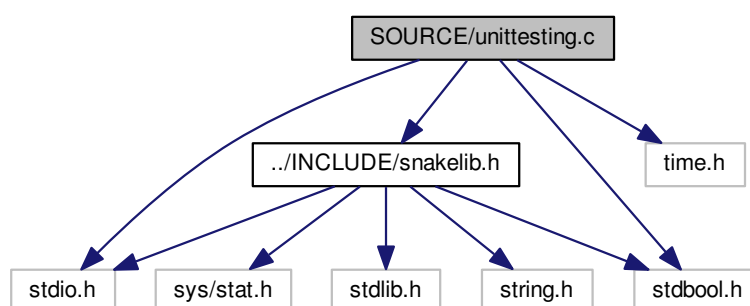 SOURCE/unittesting.c
../INCLUDE/snakelib.h
time.h
stdio.h
sys/stat.h
stdlib.h
string.h
stdbool.h